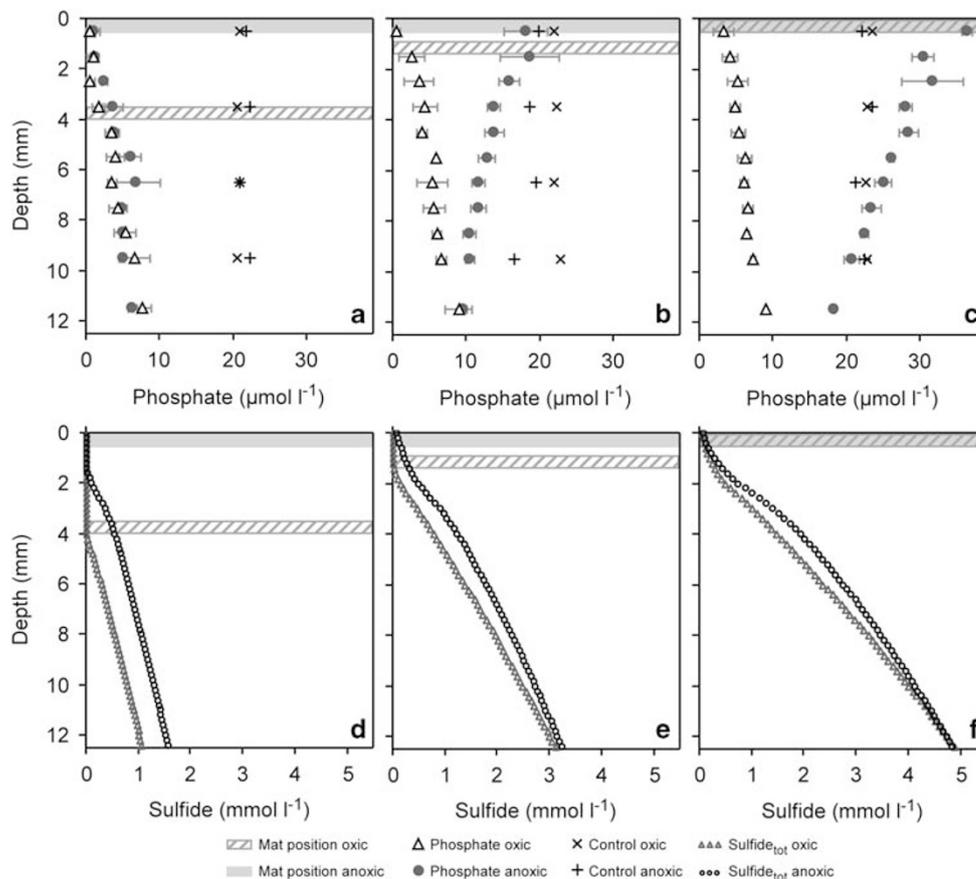 0
2
4
6
8
10
12
Depth (mm)
a
b
c
0 10 20 30
0 10 20 30
0 10 20 30
Phosphate (µmol l⁻¹)
Phosphate (µmol l⁻¹)
Phosphate (µmol l⁻¹)
0
2
4
6
8
10
12
Depth (mm)
d
e
f
0 1 2 3 4 5
0 1 2 3 4 5
0 1 2 3 4 5
Sulfide (mmol l⁻¹)
Sulfide (mmol l⁻¹)
Sulfide (mmol l⁻¹)
Mat position oxic Phosphate oxic Control oxic Sulfide_tot oxic
Mat position anoxic Phosphate anoxic Control anoxic Sulfide_tot anoxic